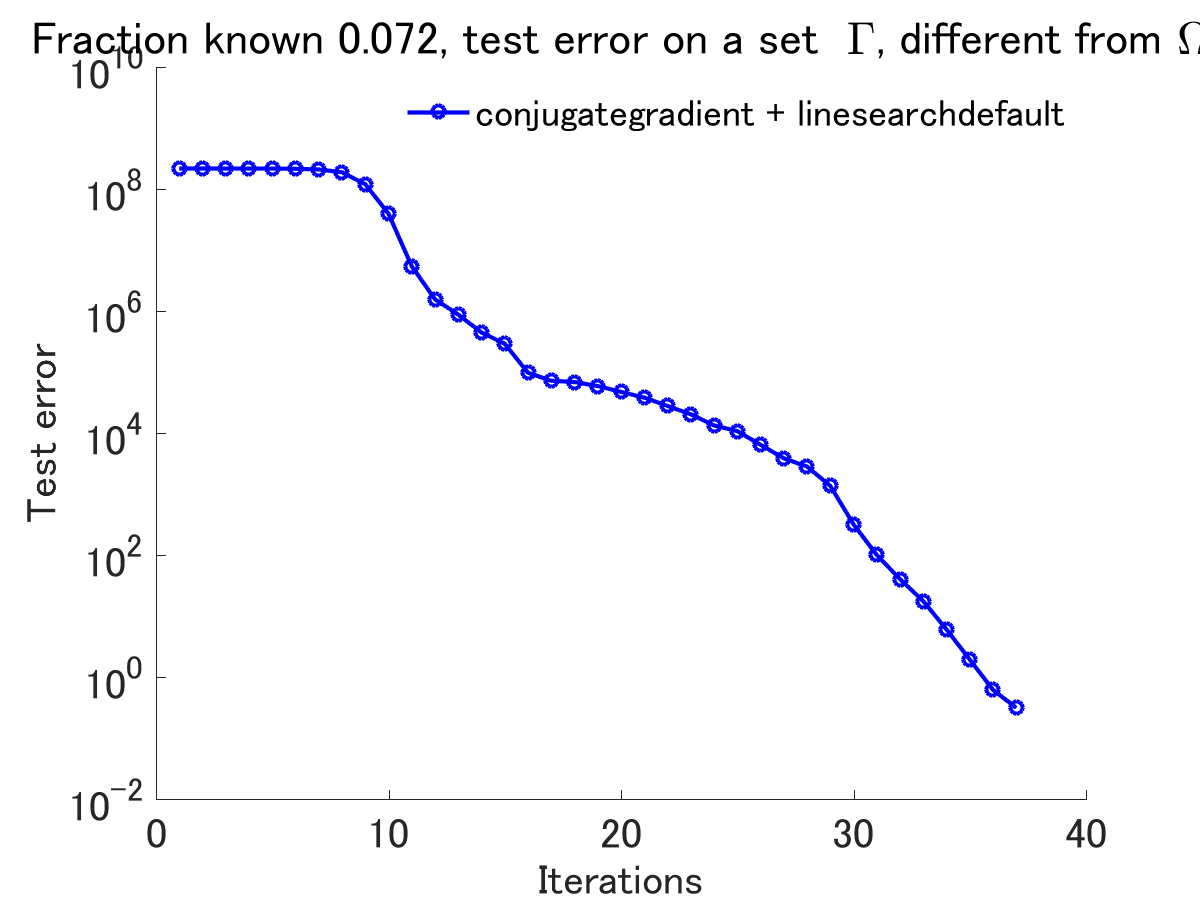 Fraction known 0.072, test error on a set Γ, different from Ω
10^10
conjugategradient + linesearchdefault
10^8
10^6
10^4
10^2
10^0
10^−2
Test error
0 10 20 30 40
Iterations